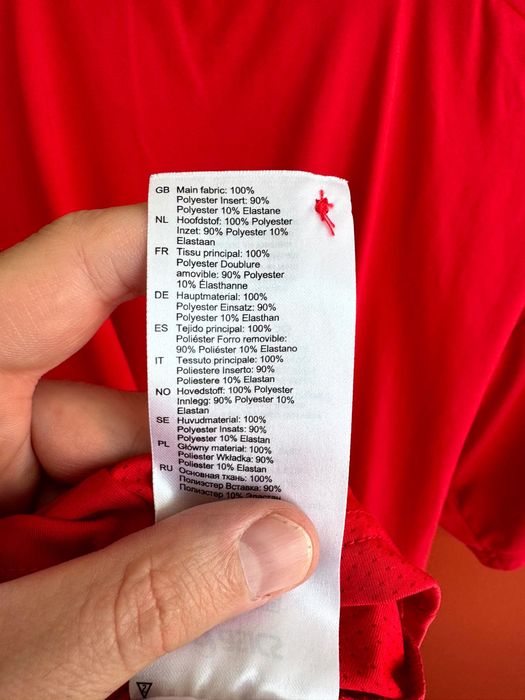 GB Main fabric: 100%
Polyester Insert: 90%
Polyester 10% Elastane
NL Hoofdstof: 100% Polyester
Inzet: 90% Polyester 10%
Elastaan
FR Tissu principal: 100%
Polyester Doublure
amovible: 90% Polyester
10% Élasthanne
DE Hauptmaterial: 100%
Polyester Einsatz: 90%
Polyester 10% Elasthan
ES Tejido principal: 100%
Poliéster Forro removible:
90% Poliéster 10% Elastano
IT Tessuto principale: 100%
Poliestere Inserto: 90%
Poliestere 10% Elastan
NO Hovedstoff: 100% Polyester
Innlegg: 90% Polyester 10%
Elastan
SE Huvudmaterial: 100%
Polyester Insats: 90%
Polyester 10% Elastan
PL Główny materiał: 100%
Poliester Wkładka: 90%
Poliester 10% Elastan
RU Основная ткань: 100%
Полиэстер Вставка: 90%
Полиэстер 10% Эластан